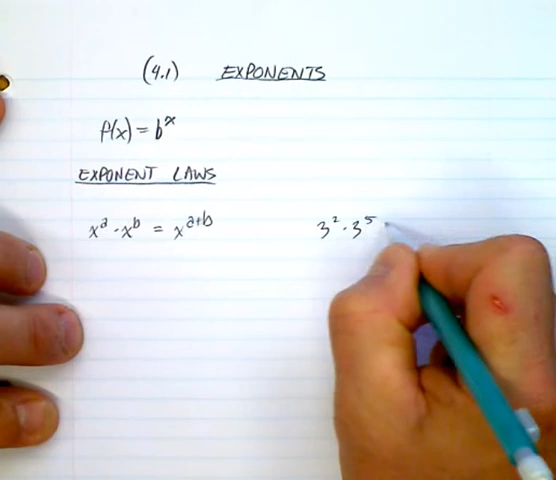 (4.1) EXPONENTS
f(x) = b^x
EXPONENT LAWS
x^a · x^b = x^{a+b} 3^2 · 3^5